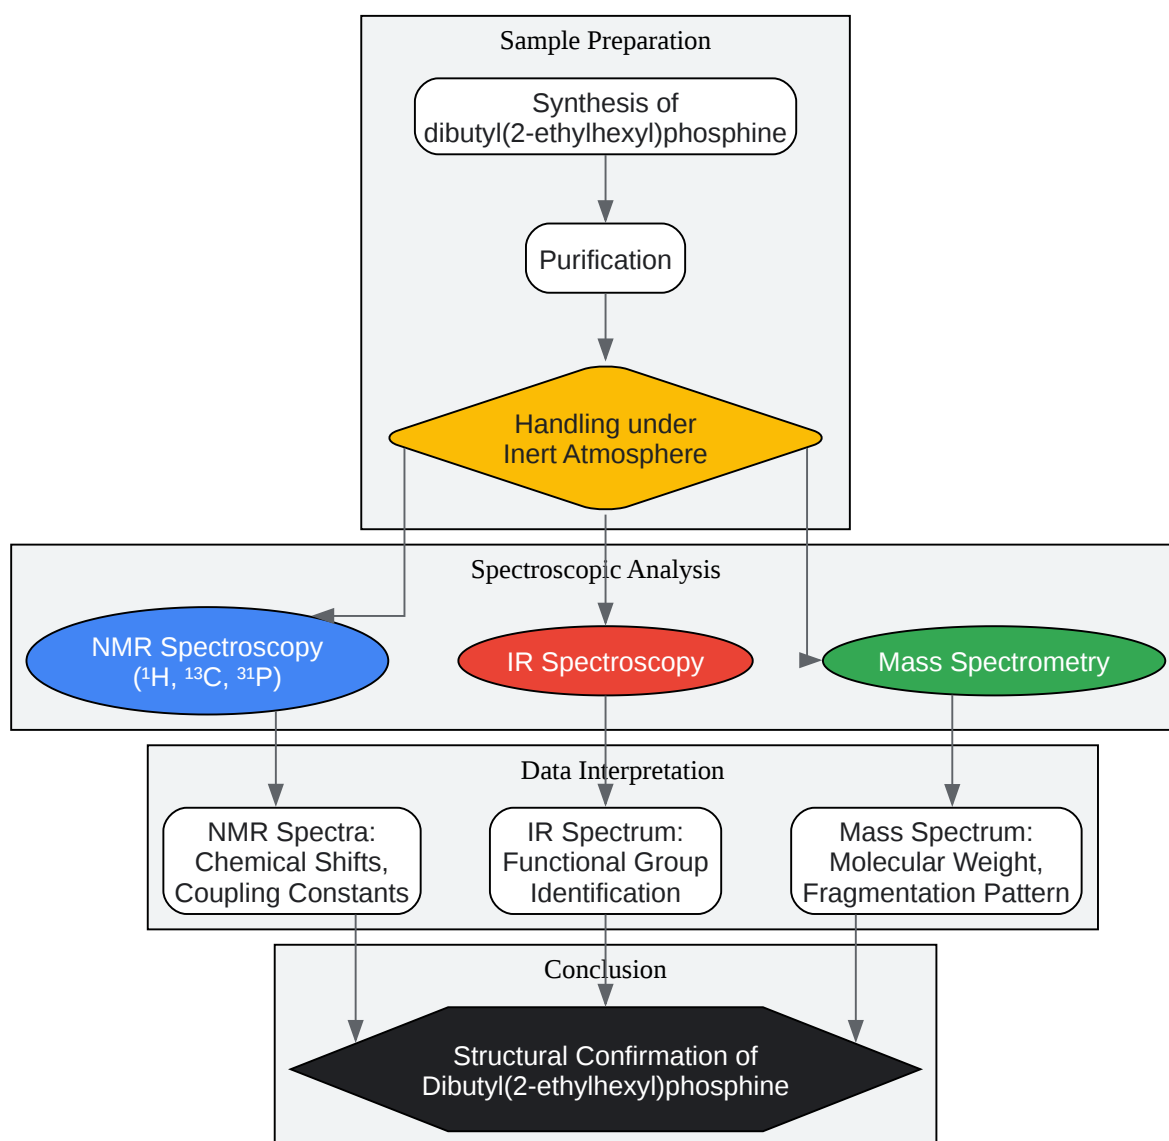 Sample Preparation
Synthesis of
dibutyl(2-ethylhexyl)phosphine
Purification
Handling under
Inert Atmosphere
Spectroscopic Analysis
NMR Spectroscopy
(¹H, ¹³C, ³¹P)
IR Spectroscopy
Mass Spectrometry
Data Interpretation
NMR Spectra:
Chemical Shifts,
Coupling Constants
IR Spectrum:
Functional Group
Identification
Mass Spectrum:
Molecular Weight,
Fragmentation Pattern
Conclusion
Structural Confirmation of
Dibutyl(2-ethylhexyl)phosphine